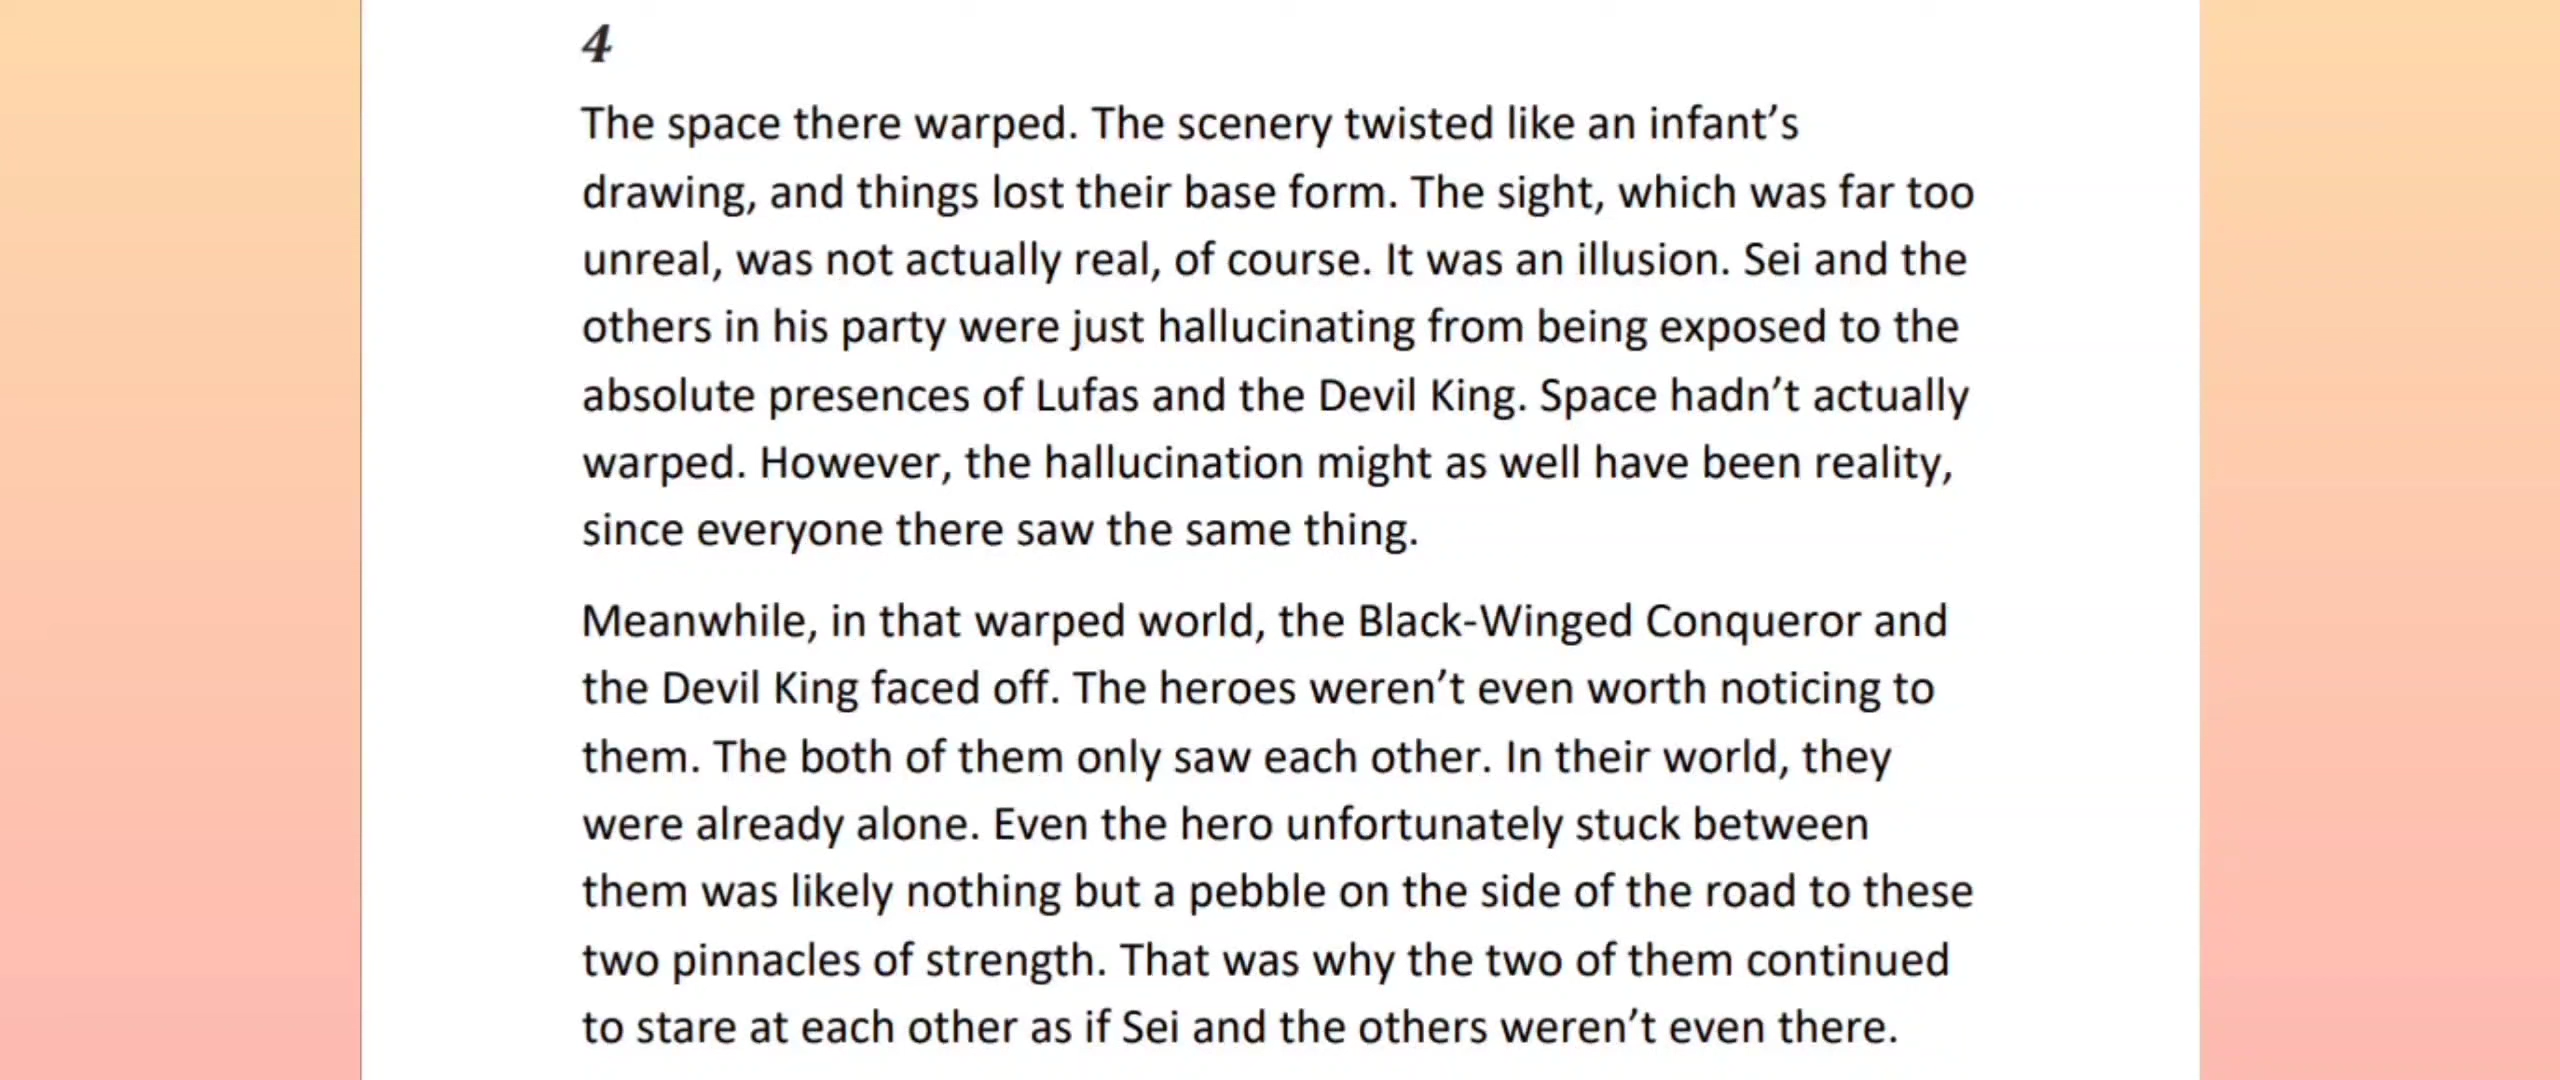 4
The space there warped. The scenery twisted like an infant’s
drawing, and things lost their base form. The sight, which was far too
unreal, was not actually real, of course. It was an illusion. Sei and the
others in his party were just hallucinating from being exposed to the
absolute presences of Lufas and the Devil King. Space hadn’t actually
warped. However, the hallucination might as well have been reality,
since everyone there saw the same thing.
Meanwhile, in that warped world, the Black-Winged Conqueror and
the Devil King faced off. The heroes weren’t even worth noticing to
them. The both of them only saw each other. In their world, they
were already alone. Even the hero unfortunately stuck between
them was likely nothing but a pebble on the side of the road to these
two pinnacles of strength. That was why the two of them continued
to stare at each other as if Sei and the others weren’t even there.